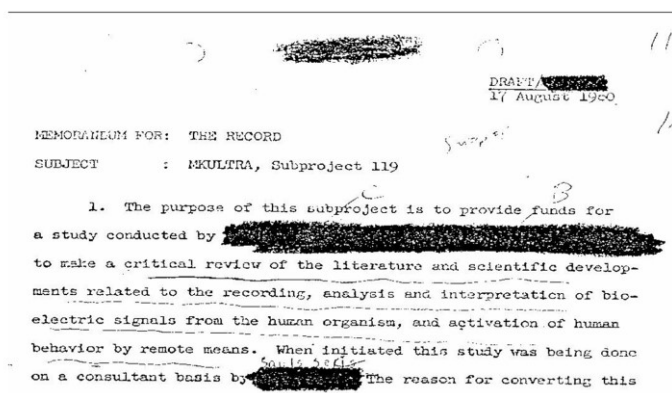 DRAFT/
17 August 1960
MEMORANDUM FOR: THE RECORD
SUBJECT : MKULTRA, Subproject 119
C B
1. The purpose of this subproject is to provide funds for
a study conducted by
to make a critical review of the literature and scientific develop-
ments related to the recording, analysis and interpretation of bio-
electric signals from the human organism, and activation of human
behavior by remote means. When initiated this study was being done
on a consultant basis by The reason for converting this